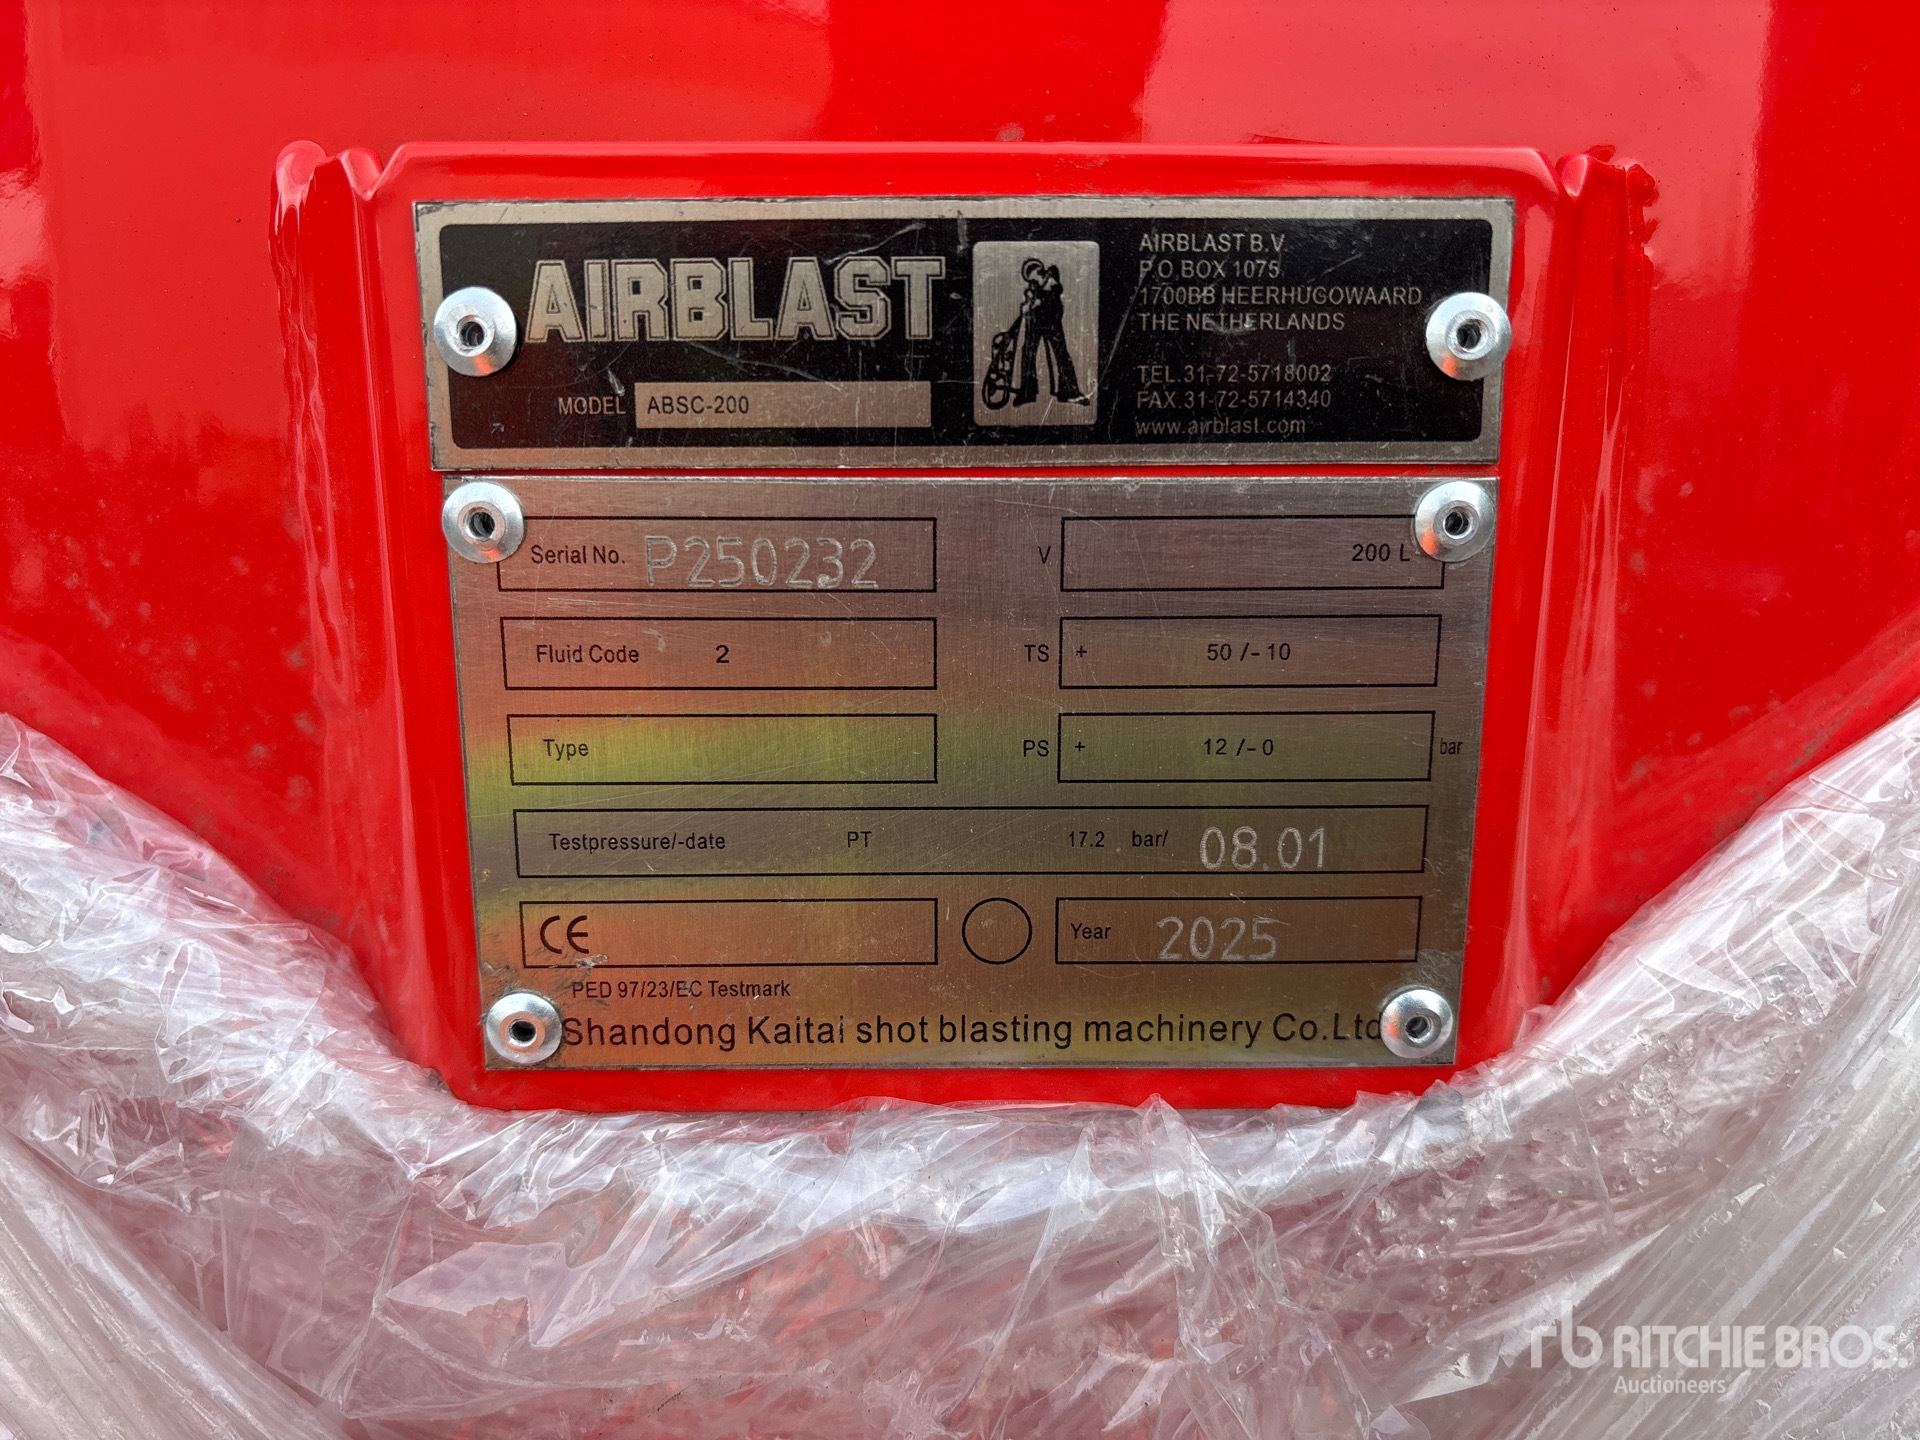 AIRBLAST
MODEL ABSC-200
AIRBLAST B.V.
P.O.BOX 1075
1700BB HEERHUGOWAARD
THE NETHERLANDS
TEL.31-72-5718002
FAX.31-72-5714340
www.airblast.com
Serial No. P250232
V 200 L
Fluid Code 2
TS + 50 /- 10
Type
PS + 12 /- 0 bar
Testpressure/-date PT 17.2 bar/ 08.01
CE
Year 2025
PED 97/23/EC Testmark
Shandong Kaitai shot blasting machinery Co.Ltd
rb RITCHIE BROS.
Auctioneers